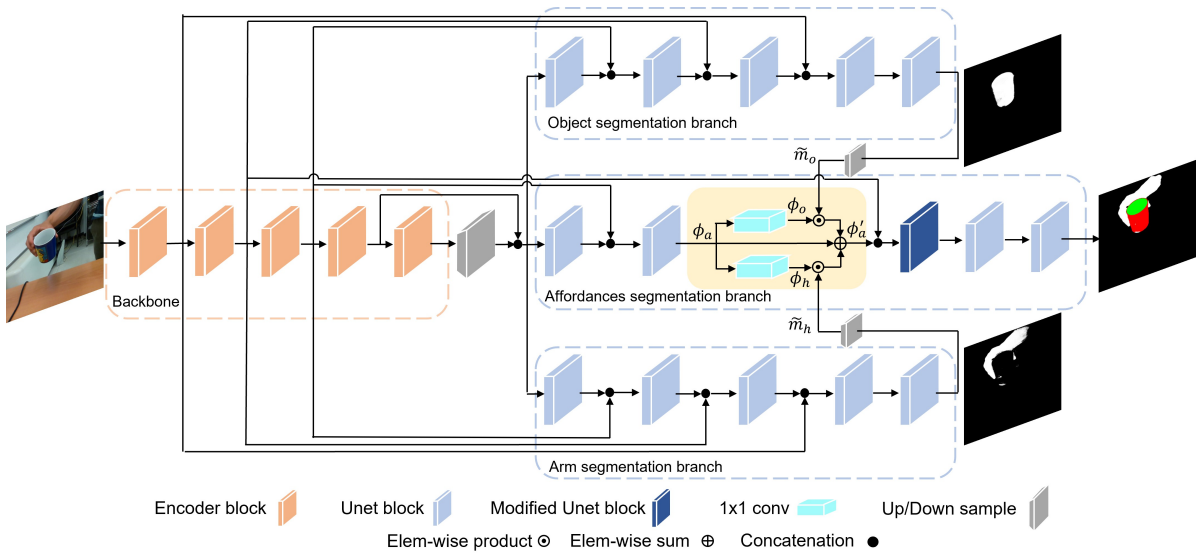 Object segmentation branch
m̃ₒ
ϕₒ
ϕₐ
ϕ′ₐ
ϕₕ
Backbone
Affordances segmentation branch
m̃ₕ
Arm segmentation branch
Encoder block
Unet block
Modified Unet block
1x1 conv
Up/Down sample
Elem-wise product
Elem-wise sum
Concatenation